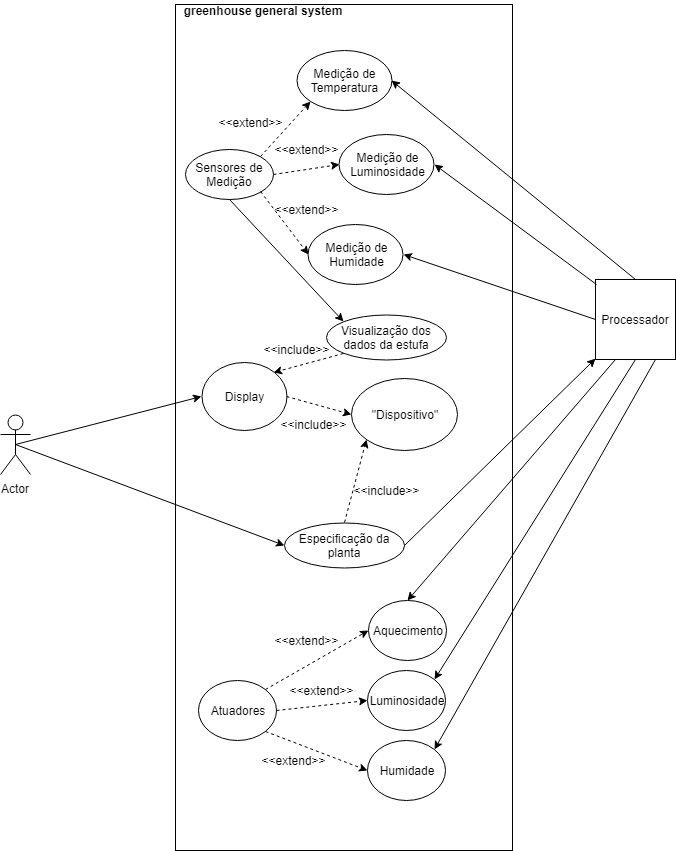 greenhouse general system
Medição de
Temperatura
<<extend>>
<<extend>>
Medição de
Luminosidade
Sensores de
Medição
<<extend>>
Medição de
Humidade
Processador
Visualização dos
dados da estufa
<<include>>
Display
"Dispositivo"
<<include>>
Actor
<<include>>
Especificação da
planta
Aquecimento
<<extend>>
<<extend>>
Luminosidade
Atuadores
<<extend>>
Humidade